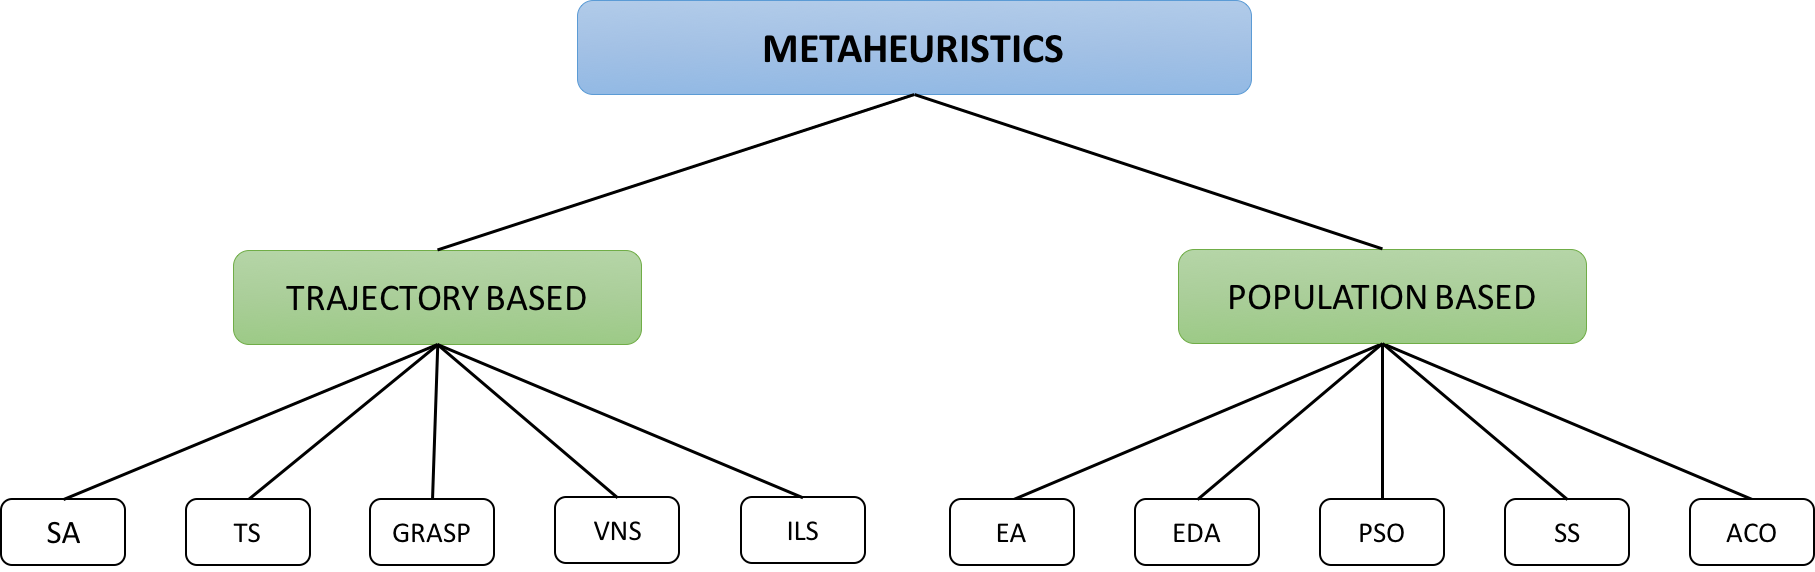 METAHEURISTICS
TRAJECTORY BASED
POPULATION BASED
SA
TS
GRASP
VNS
ILS
EA
EDA
PSO
SS
ACO